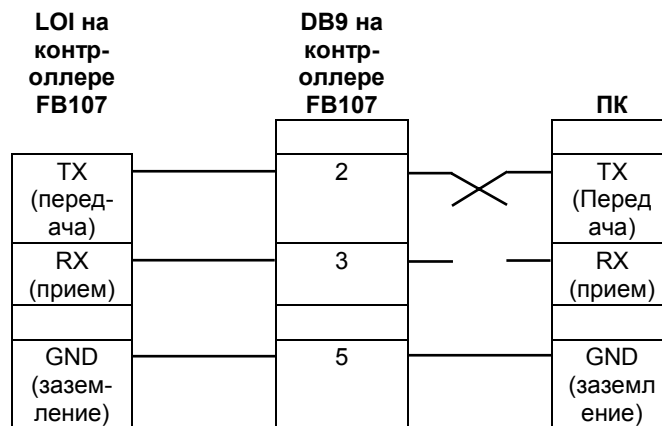 LOI на
контр-
оллере
FB107
DB9 на
контр-
оллере
FB107
ПК
TX
(перед-
ача)
2
TX
(Перед
ача)
RX
(прием)
3
RX
(прием)
GND
(зазем-
ление)
5
GND
(заземл
ение)